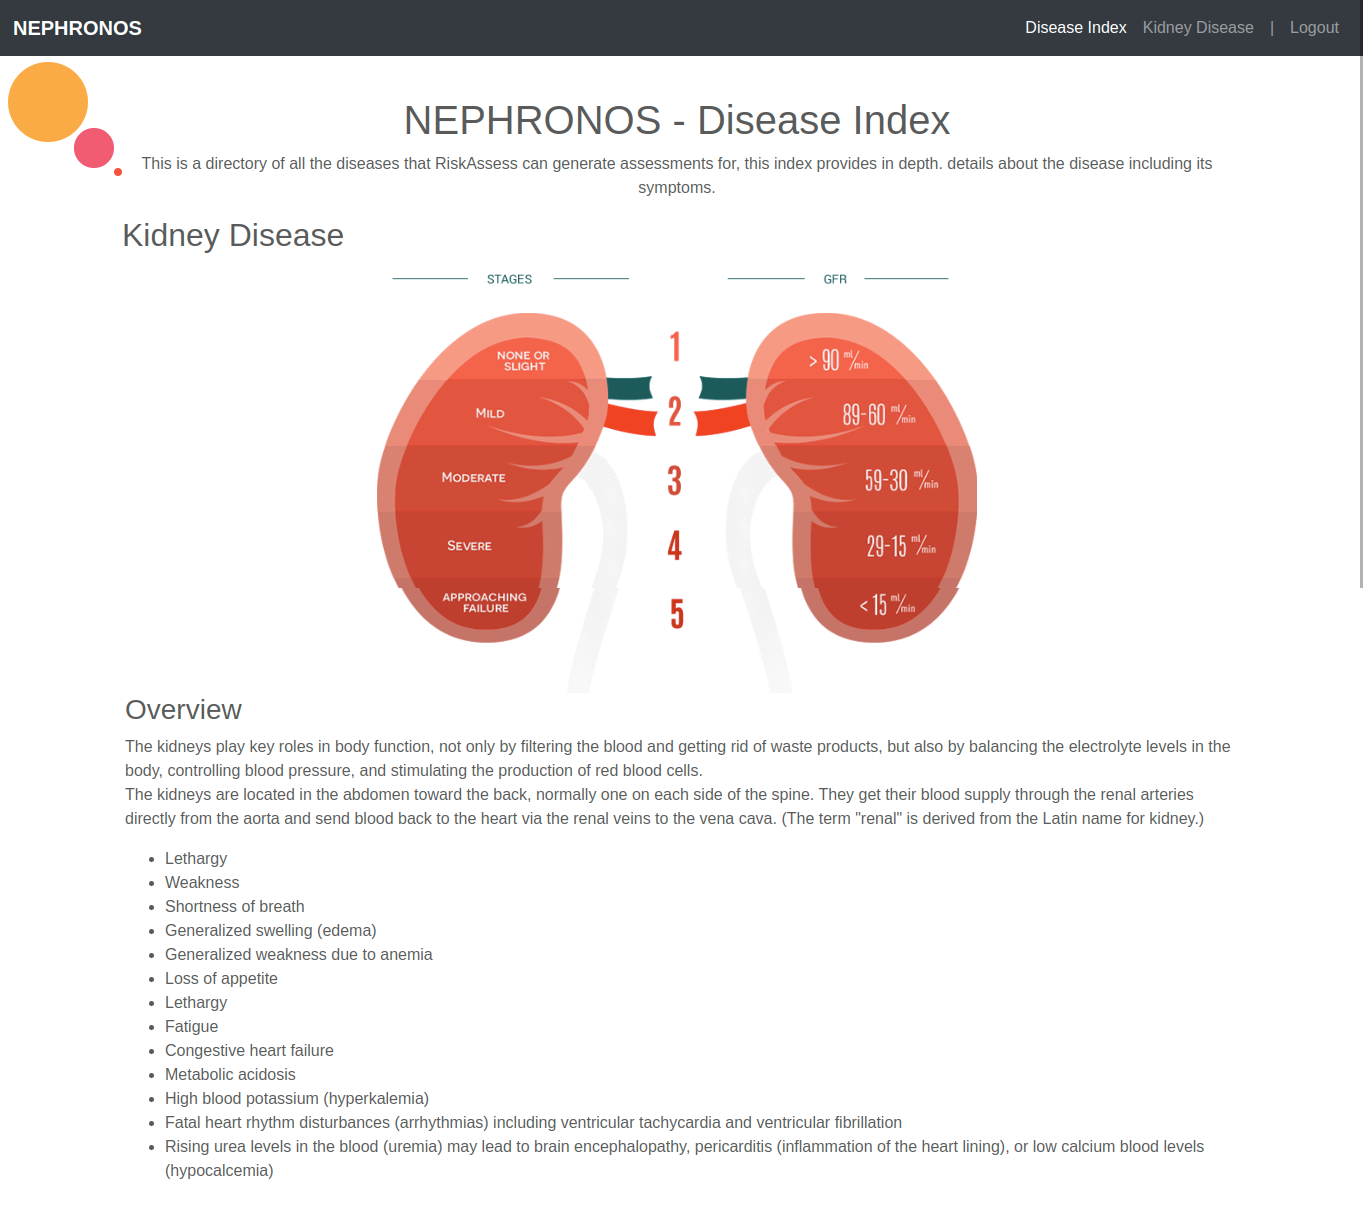 NEPHRONOS
Disease Index Kidney Disease | Logout
NEPHRONOS - Disease Index
This is a directory of all the diseases that RiskAssess can generate assessments for, this index provides in depth. details about the disease including its
symptoms.
Kidney Disease
STAGES
GFR
1
NONE OR
SLIGHT
> 90 ml/min
2
MILD
89-60 ml/min
3
MODERATE
59-30 ml/min
4
SEVERE
29-15 ml/min
5
APPROACHING
FAILURE
< 15 ml/min
Overview
The kidneys play key roles in body function, not only by filtering the blood and getting rid of waste products, but also by balancing the electrolyte levels in the
body, controlling blood pressure, and stimulating the production of red blood cells.
The kidneys are located in the abdomen toward the back, normally one on each side of the spine. They get their blood supply through the renal arteries
directly from the aorta and send blood back to the heart via the renal veins to the vena cava. (The term "renal" is derived from the Latin name for kidney.)
• Lethargy
• Weakness
• Shortness of breath
• Generalized swelling (edema)
• Generalized weakness due to anemia
• Loss of appetite
• Lethargy
• Fatigue
• Congestive heart failure
• Metabolic acidosis
• High blood potassium (hyperkalemia)
• Fatal heart rhythm disturbances (arrhythmias) including ventricular tachycardia and ventricular fibrillation
• Rising urea levels in the blood (uremia) may lead to brain encephalopathy, pericarditis (inflammation of the heart lining), or low calcium blood levels
(hypocalcemia)